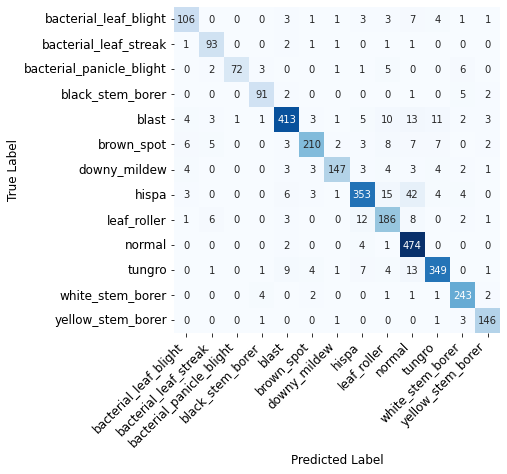 bacterial_leaf_blight 106 0 0 0 3 1 1 3 3 7 4 1 1
bacterial_leaf_streak 1 93 0 0 2 1 1 0 1 1 0 0 0
bacterial_panicle_blight 0 2 72 3 0 0 1 1 5 0 0 6 0
black_stem_borer 0 0 0 91 2 0 0 0 0 1 0 5 2
blast 4 3 1 1 413 3 1 5 10 13 11 2 3
brown_spot 6 5 0 0 3 210 2 3 8 7 7 0 2
downy_mildew 4 0 0 0 3 3 147 3 4 3 4 2 1
hispa 3 0 0 0 6 3 1 353 15 42 4 4 0
leaf_roller 1 6 0 0 3 0 0 12 186 8 0 2 1
normal 0 0 0 0 2 0 0 4 1 474 0 0 0
tungro 0 1 0 1 9 4 1 7 4 13 349 0 1
white_stem_borer 0 0 0 4 0 2 0 0 1 1 1 243 2
yellow_stem_borer 0 0 0 1 0 0 1 0 0 0 1 3 146
True Label
bacterial_leaf_blight
bacterial_leaf_streak
bacterial_panicle_blight
black_stem_borer
blast
brown_spot
downy_mildew
hispa
leaf_roller
normal
tungro
white_stem_borer
yellow_stem_borer
Predicted Label